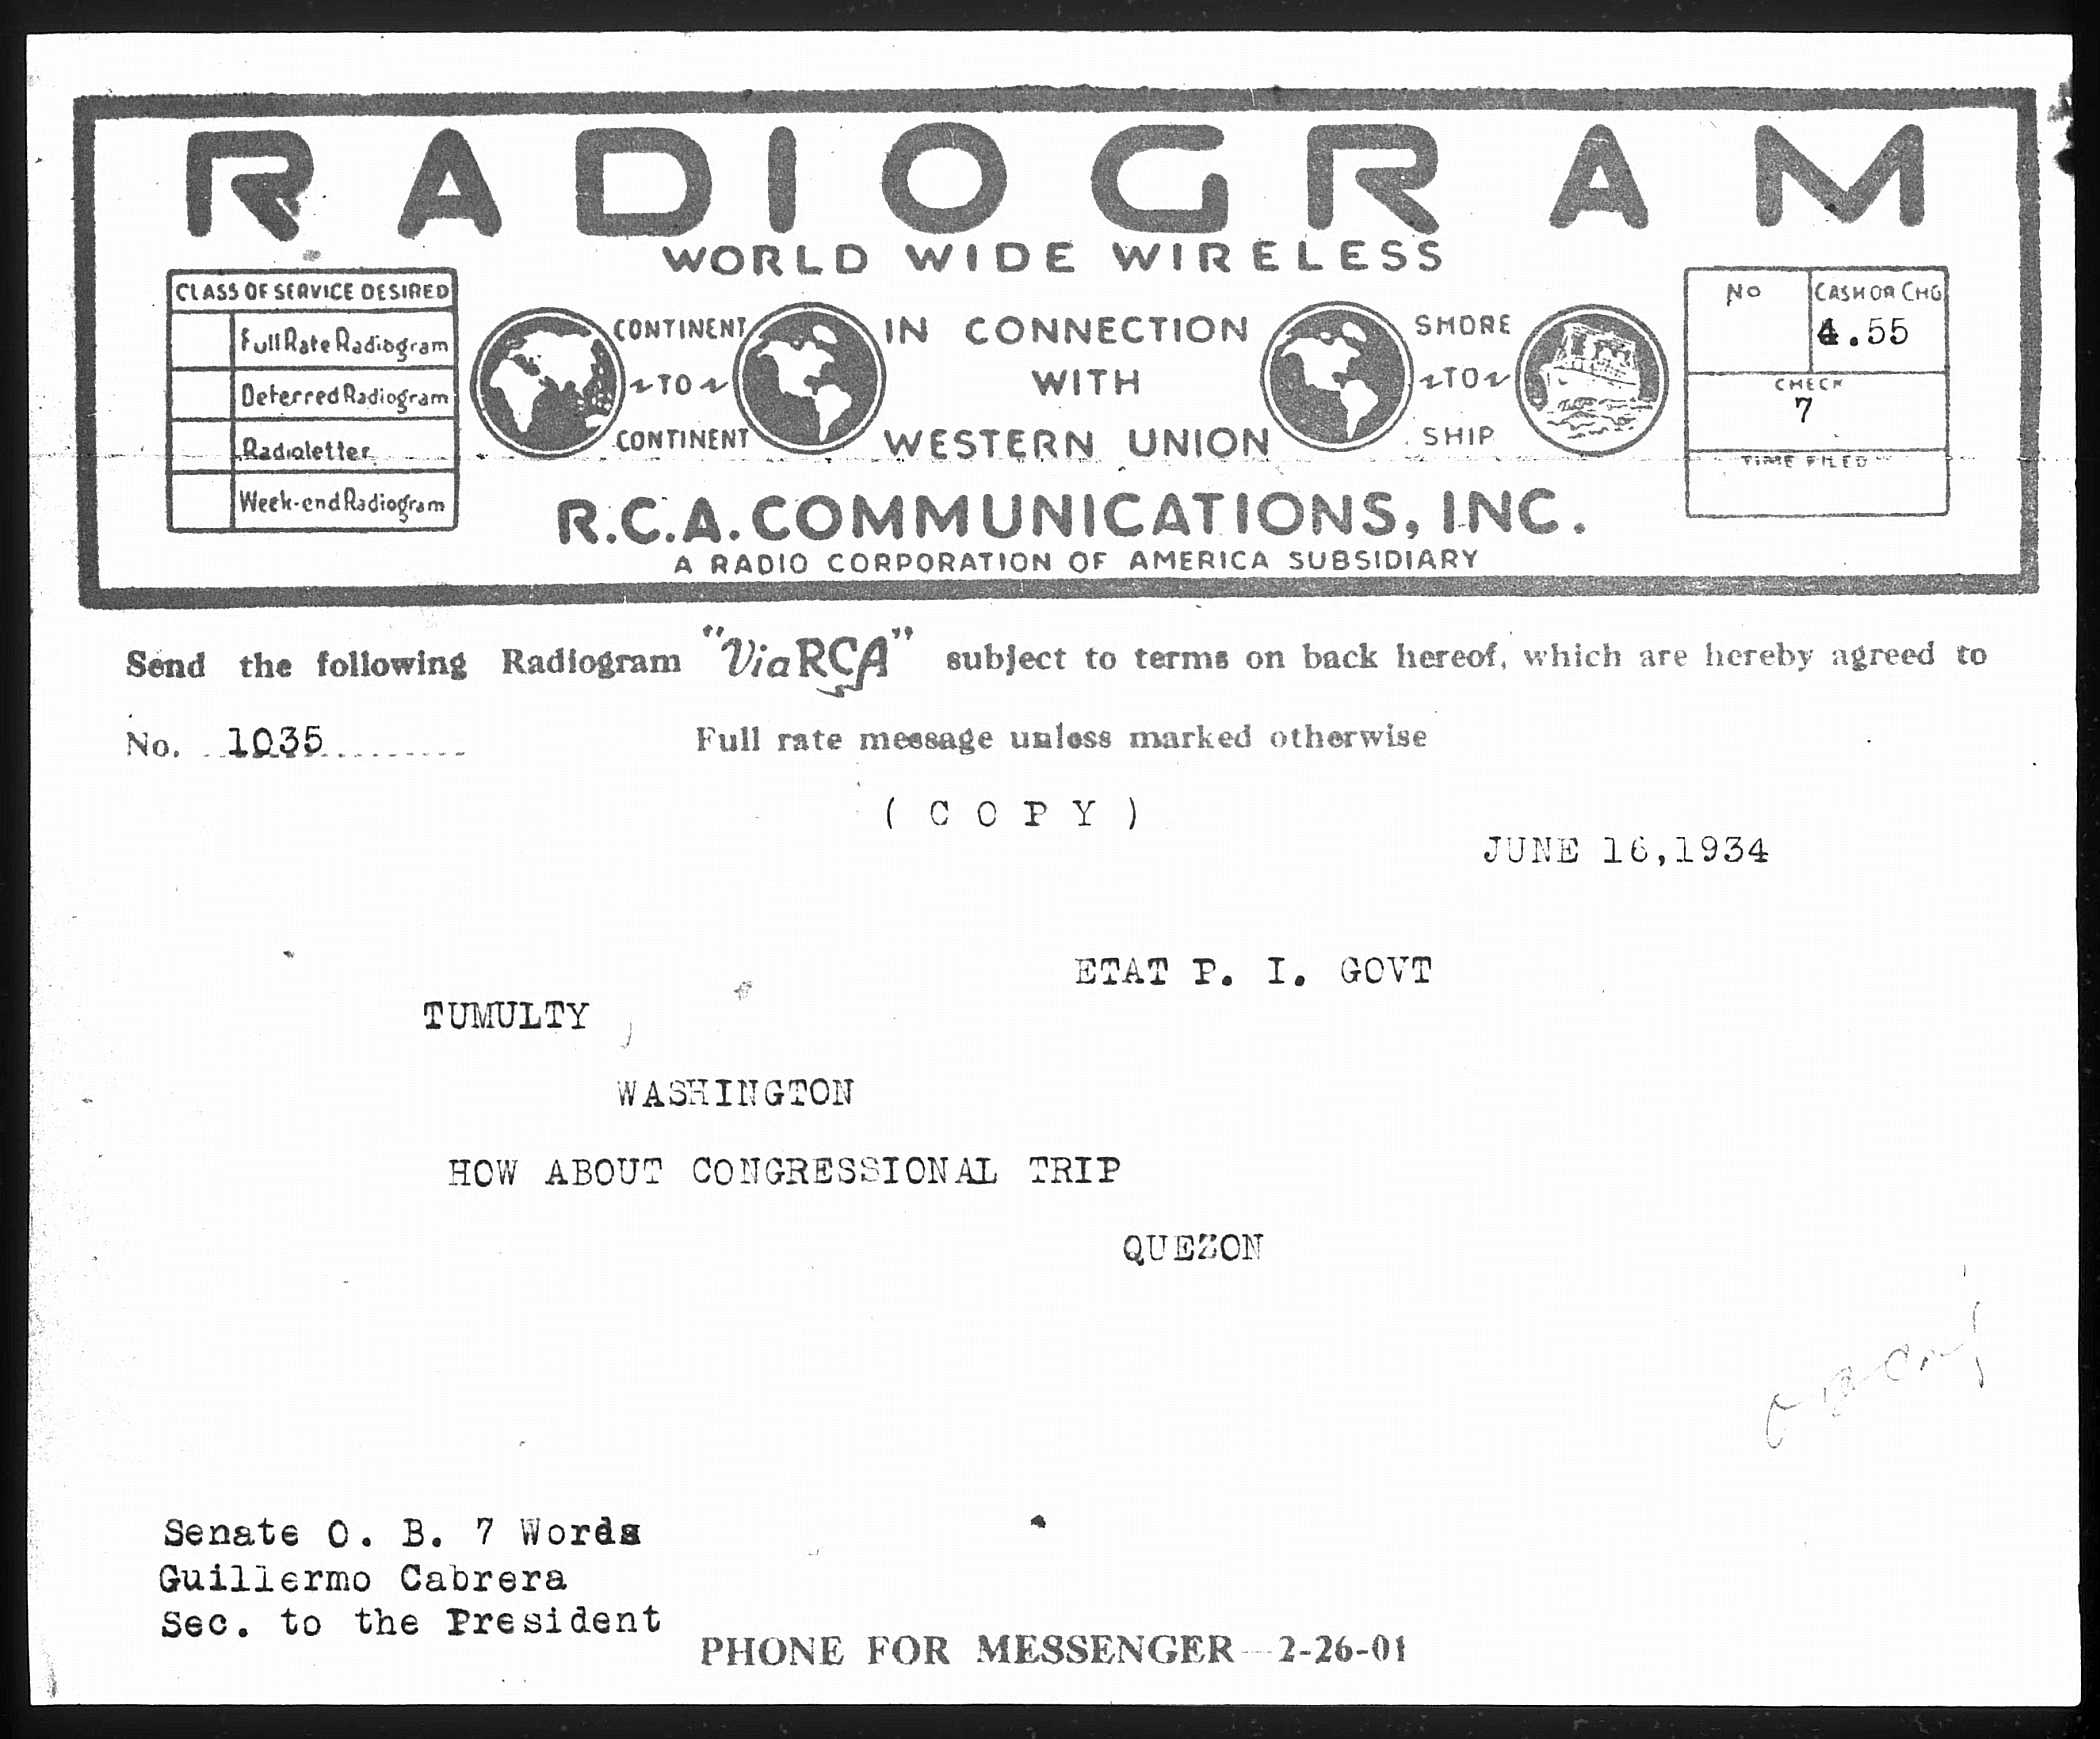 RADIOGRAM
WORLD WIDE WIRELESS
CLASS OF SERVICE DESIRED
Full Rate Radiogram
Deferred Radiogram
Radioletter
Week-end Radiogram
CONTINENT
TO
CONTINENT
IN CONNECTION
WITH
WESTERN UNION
SHORE
TO
SHIP
No
CASH OR CHG
4.55
CHECK
7
TIME FILED
R.C.A. COMMUNICATIONS, INC.
A RADIO CORPORATION OF AMERICA SUBSIDIARY
Send the following Radiogram "Via RCA" subject to terms on back hereof, which are hereby agreed to
No. 1035
Full rate message unless marked otherwise
( C O P Y )
JUNE 16,1934
ETAT P. I. GOVT
TUMULTY
WASHINGTON
HOW ABOUT CONGRESSIONAL TRIP
QUEZON
Senate O. B. 7 Words
Guillermo Cabrera
Sec. to the President
PHONE FOR MESSENGER—2-26-01